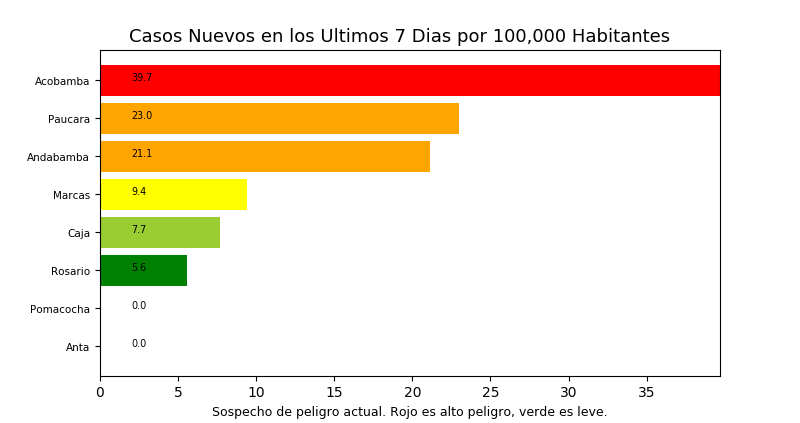 Casos Nuevos en los Ultimos 7 Dias por 100,000 Habitantes
Acobamba 39.7
Paucara 23.0
Andabamba 21.1
Marcas 9.4
Caja 7.7
Rosario 5.6
Pomacocha 0.0
Anta 0.0
0 5 10 15 20 25 30 35
Sospecho de peligro actual. Rojo es alto peligro, verde es leve.